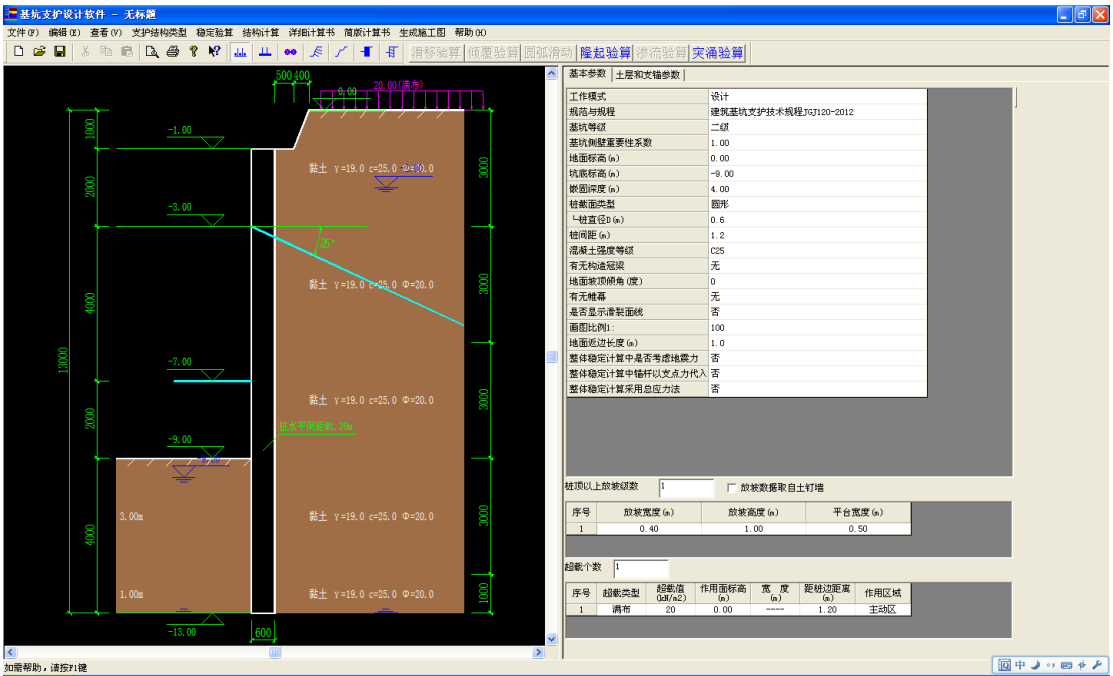 基坑支护设计软件 - 无标题
文件(F) 编辑(E) 查看(V) 支护结构类型 稳定验算 结构计算 详细计算书 简版计算书 生成施工图 帮助(H)
滑移验算 倾覆验算 圆弧滑动 隆起验算 渗流验算 突涌验算
500 400
20.00(满布)
0.00
1000
-1.00
黏土 γ=19.0 c=25.0 Φ=20.0
3000
2000
-3.00
25°
黏土 γ=19.0 c=25.0 Φ=20.0
3000
4000
13000
-7.00
黏土 γ=19.0 c=25.0 Φ=20.0
3000
2000
桩水平间距@1.20m
-9.00
3.00m
黏土 γ=19.0 c=25.0 Φ=20.0
3000
4000
1.00m
黏土 γ=19.0 c=25.0 Φ=20.0
1000
-13.00
600
基本参数 土层和支锚参数
工作模式 设计
规范与规程 建筑基坑支护技术规程JGJ120-2012
基坑等级 二级
基坑侧壁重要性系数 1.00
地面标高(m) 0.00
坑底标高(m) -9.00
嵌固深度(m) 4.00
桩截面类型 圆形
└桩直径D(m) 0.6
桩间距(m) 1.2
混凝土强度等级 C25
有无构造冠梁 无
地面坡顶倾角(度) 0
有无帷幕 无
是否显示滑裂面线 否
画图比例1: 100
地面近边长度(m) 1.0
整体稳定计算中是否考虑地震力 否
整体稳定计算中锚杆以支点力代入 否
整体稳定计算采用总应力法 否
桩顶以上放坡级数 1 放坡数据取自土钉墙
序号 放坡宽度(m) 放坡高度(m) 平台宽度(m)
1 0.40 1.00 0.50
超载个数 1
序号 超载类型 超载值(kN/m2) 作用面标高(m) 宽 度(m) 距桩边距离(m) 作用区域
1 满布 20 0.00 ---- 1.20 主动区
如需帮助,请按F1键
中